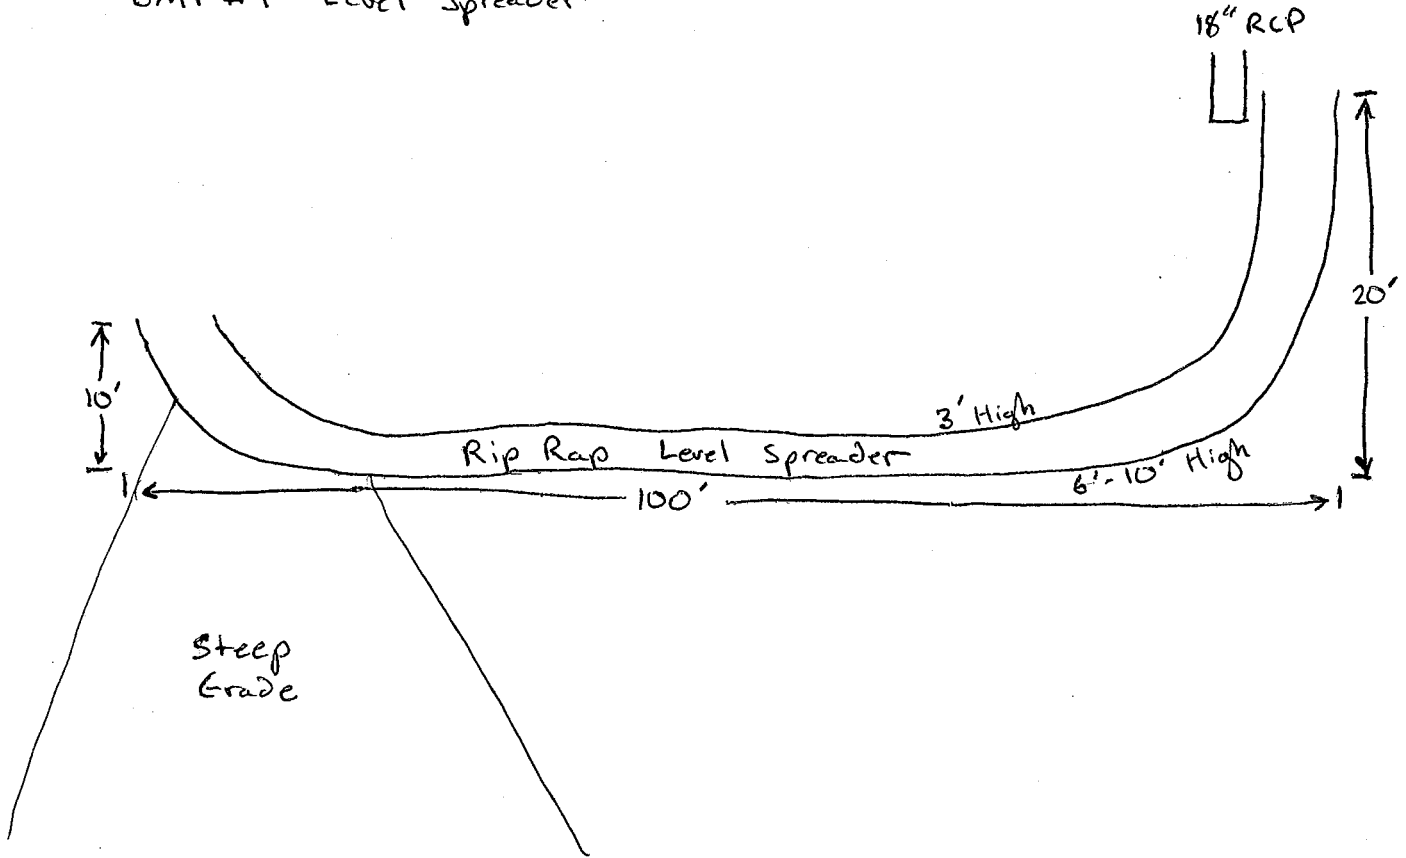 Level Spreader
18" RCP
20'
10'
3' High
Rip Rap Level Spreader
6'-10' High
100'
Steep
Grade